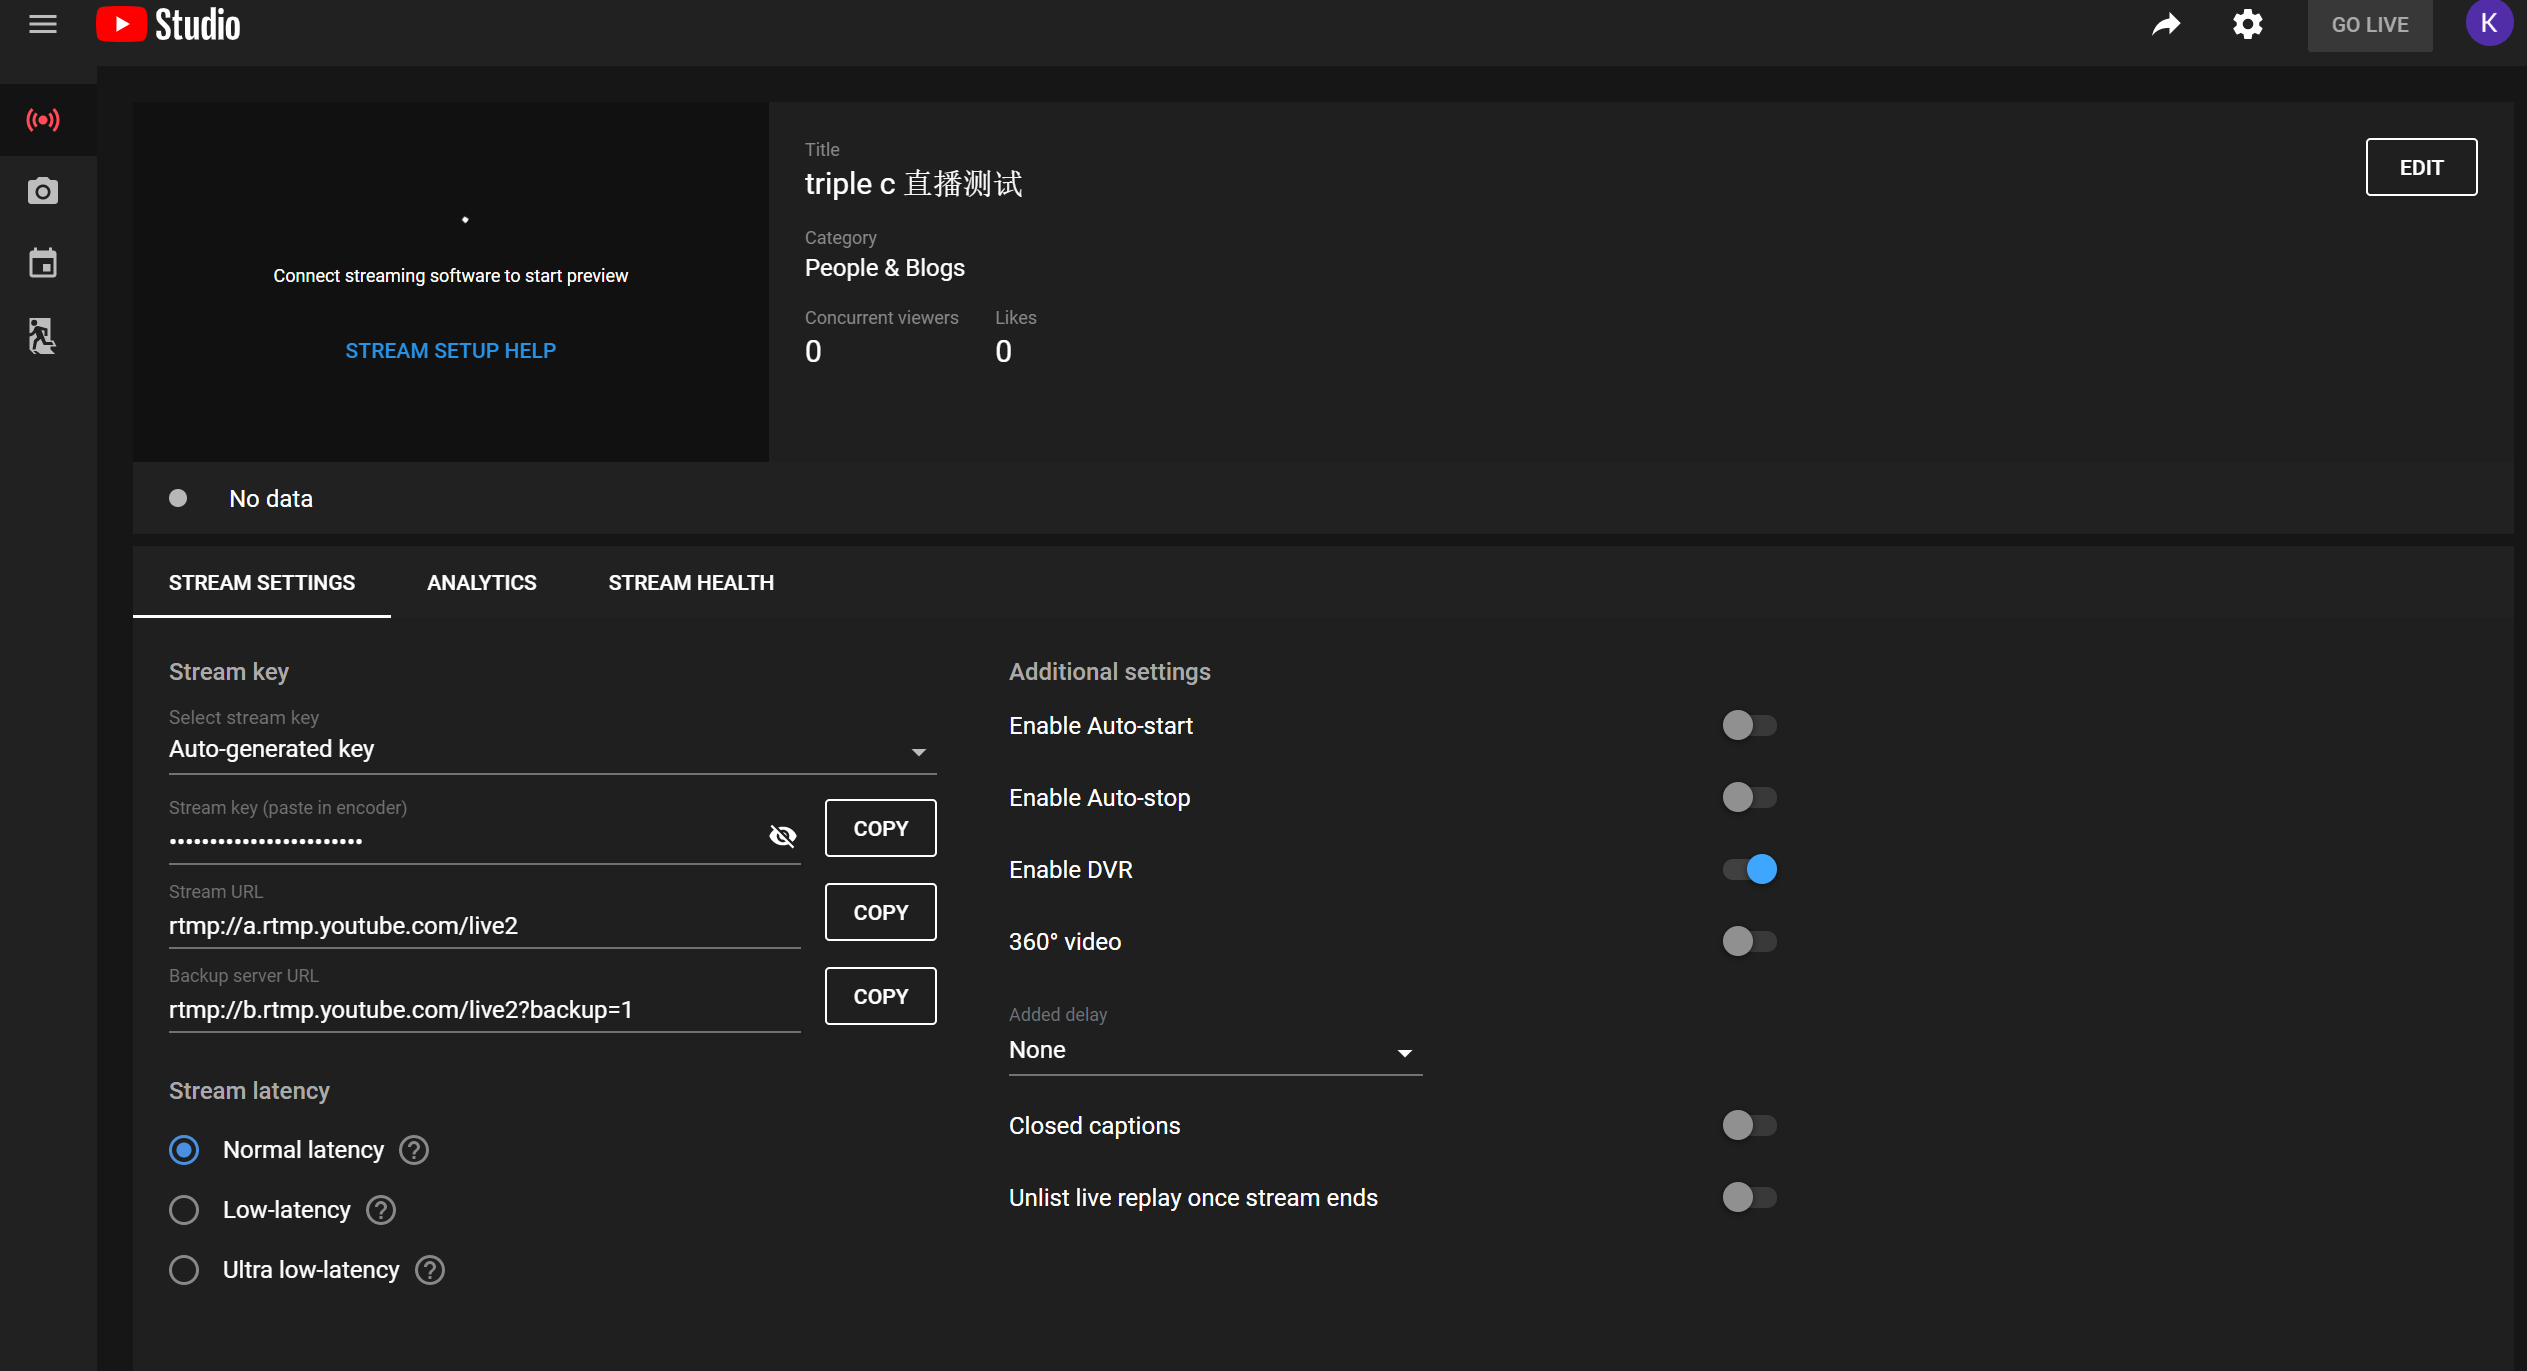 Studio
GO LIVE
K
Title
triple c 直播测试
EDIT
Category
People & Blogs
Concurrent viewers
Likes
0
0
Connect streaming software to start preview
STREAM SETUP HELP
No data
STREAM SETTINGS
ANALYTICS
STREAM HEALTH
Stream key
Select stream key
Auto-generated key
Stream key (paste in encoder)
••••••••••••••••••••••••
COPY
Stream URL
rtmp://a.rtmp.youtube.com/live2
COPY
Backup server URL
rtmp://b.rtmp.youtube.com/live2?backup=1
COPY
Stream latency
Normal latency
Low-latency
Ultra low-latency
Additional settings
Enable Auto-start
Enable Auto-stop
Enable DVR
360° video
Added delay
None
Closed captions
Unlist live replay once stream ends